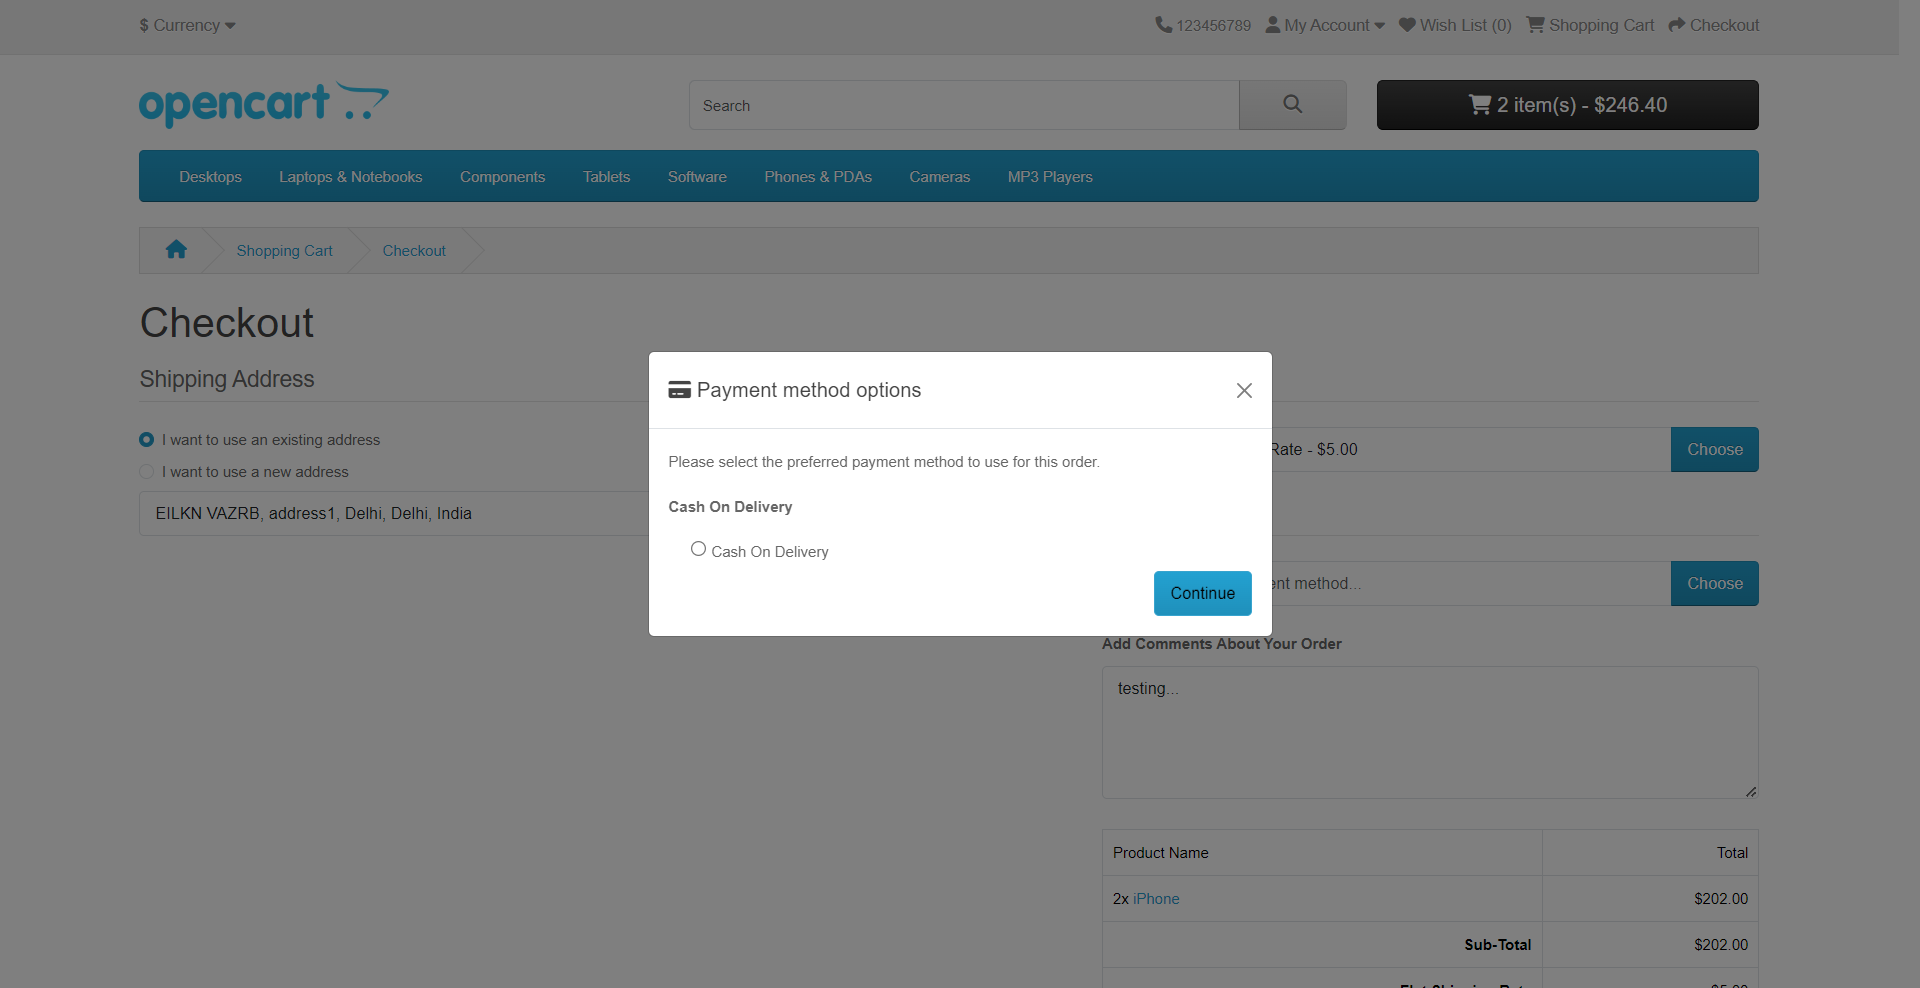 $ Currency
123456789 My Account Wish List (0) Shopping Cart Checkout
opencart
Search
2 item(s) - $246.40
Desktops Laptops & Notebooks Components Tablets Software Phones & PDAs Cameras MP3 Players
Shopping Cart Checkout
Checkout
Shipping Address
I want to use an existing address
I want to use a new address
EILKN VAZRB, address1, Delhi, Delhi, India
Payment method options
Please select the preferred payment method to use for this order.
Cash On Delivery
Cash On Delivery
Continue
Rate - $5.00
Choose
method...
Choose
Add Comments About Your Order
testing...
Product Name Total
2x iPhone $202.00
Sub-Total $202.00